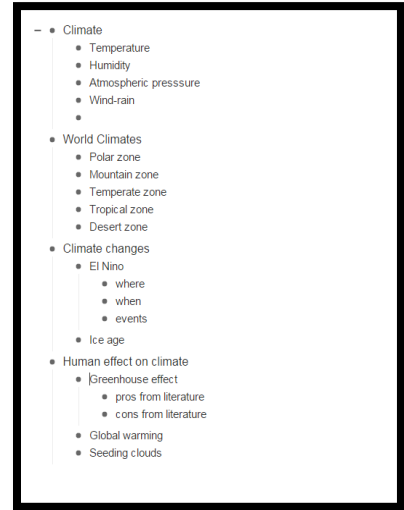 Climate
Temperature
Humidity
Atmospheric presssure
Wind-rain
World Climates
Polar zone
Mountain zone
Temperate zone
Tropical zone
Desert zone
Climate changes
El Nino
where
when
events
Ice age
Human effect on climate
Greenhouse effect
pros from literature
cons from literature
Global warming
Seeding clouds